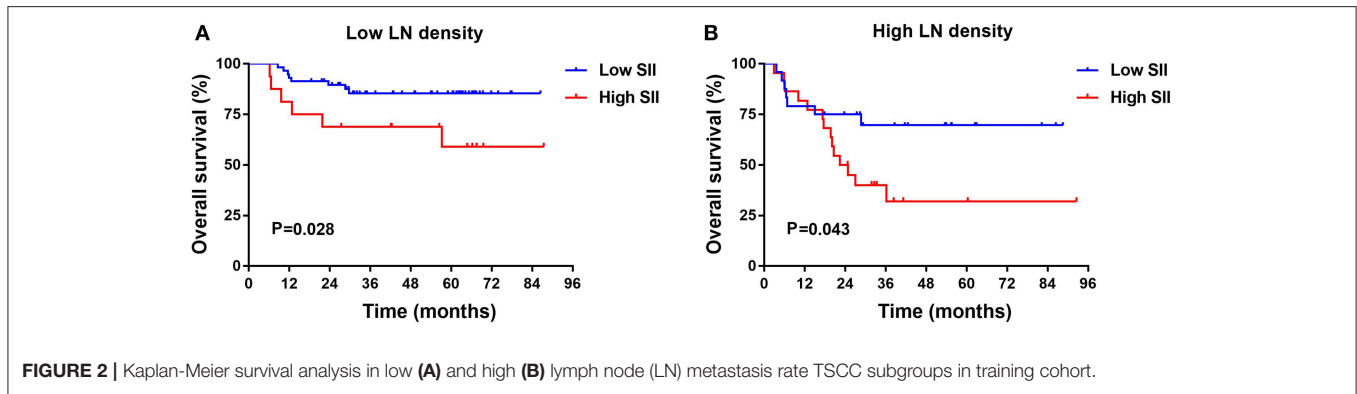 A
Low LN density
Low SII
High SII
Overall survival (%)
100
75
50
25
0
P=0.028
0 12 24 36 48 60 72 84 96
Time (months)
B
High LN density
Low SII
High SII
Overall survival (%)
100
75
50
25
0
P=0.043
0 12 24 36 48 60 72 84 96
Time (months)
FIGURE 2 | Kaplan-Meier survival analysis in low (A) and high (B) lymph node (LN) metastasis rate TSCC subgroups in training cohort.